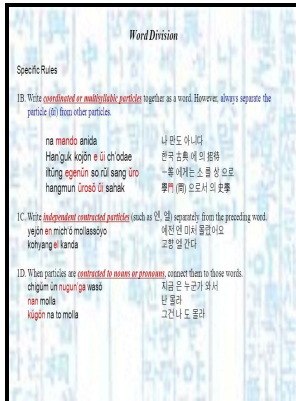 Word Division
Specific Rules
1B. Write coordinated or multisyllabic particles together as a word. However, always separate the
particle (ŭi) from other particles.
na mando anida 나 만도 아니다
Han'guk kojŏn e ŭi ch'odae 한국 古典 에 의 招待
iltŭng egenŭn so rŭl sang ŭro 一等 에게는 소 를 상 으로
hangmun ŭrosŏ ŭi sahak 學門 (問) 으로서 의 史學
1C. Write independent contracted particles (such as 엔, 엘) separately from the preceding word.
yejŏn en mich'ŏ mollassŏyo 예전 엔 미처 몰랐어요
kohyang el kanda 고향 엘 간다
1D. When particles are contracted to nouns or pronouns, connect them to those words.
chigŭm ŭn nugun'ga wasŏ 지금 은 누군가 와서
nan molla 난 몰라
kŭgŏn na to molla 그건 나 도 몰라